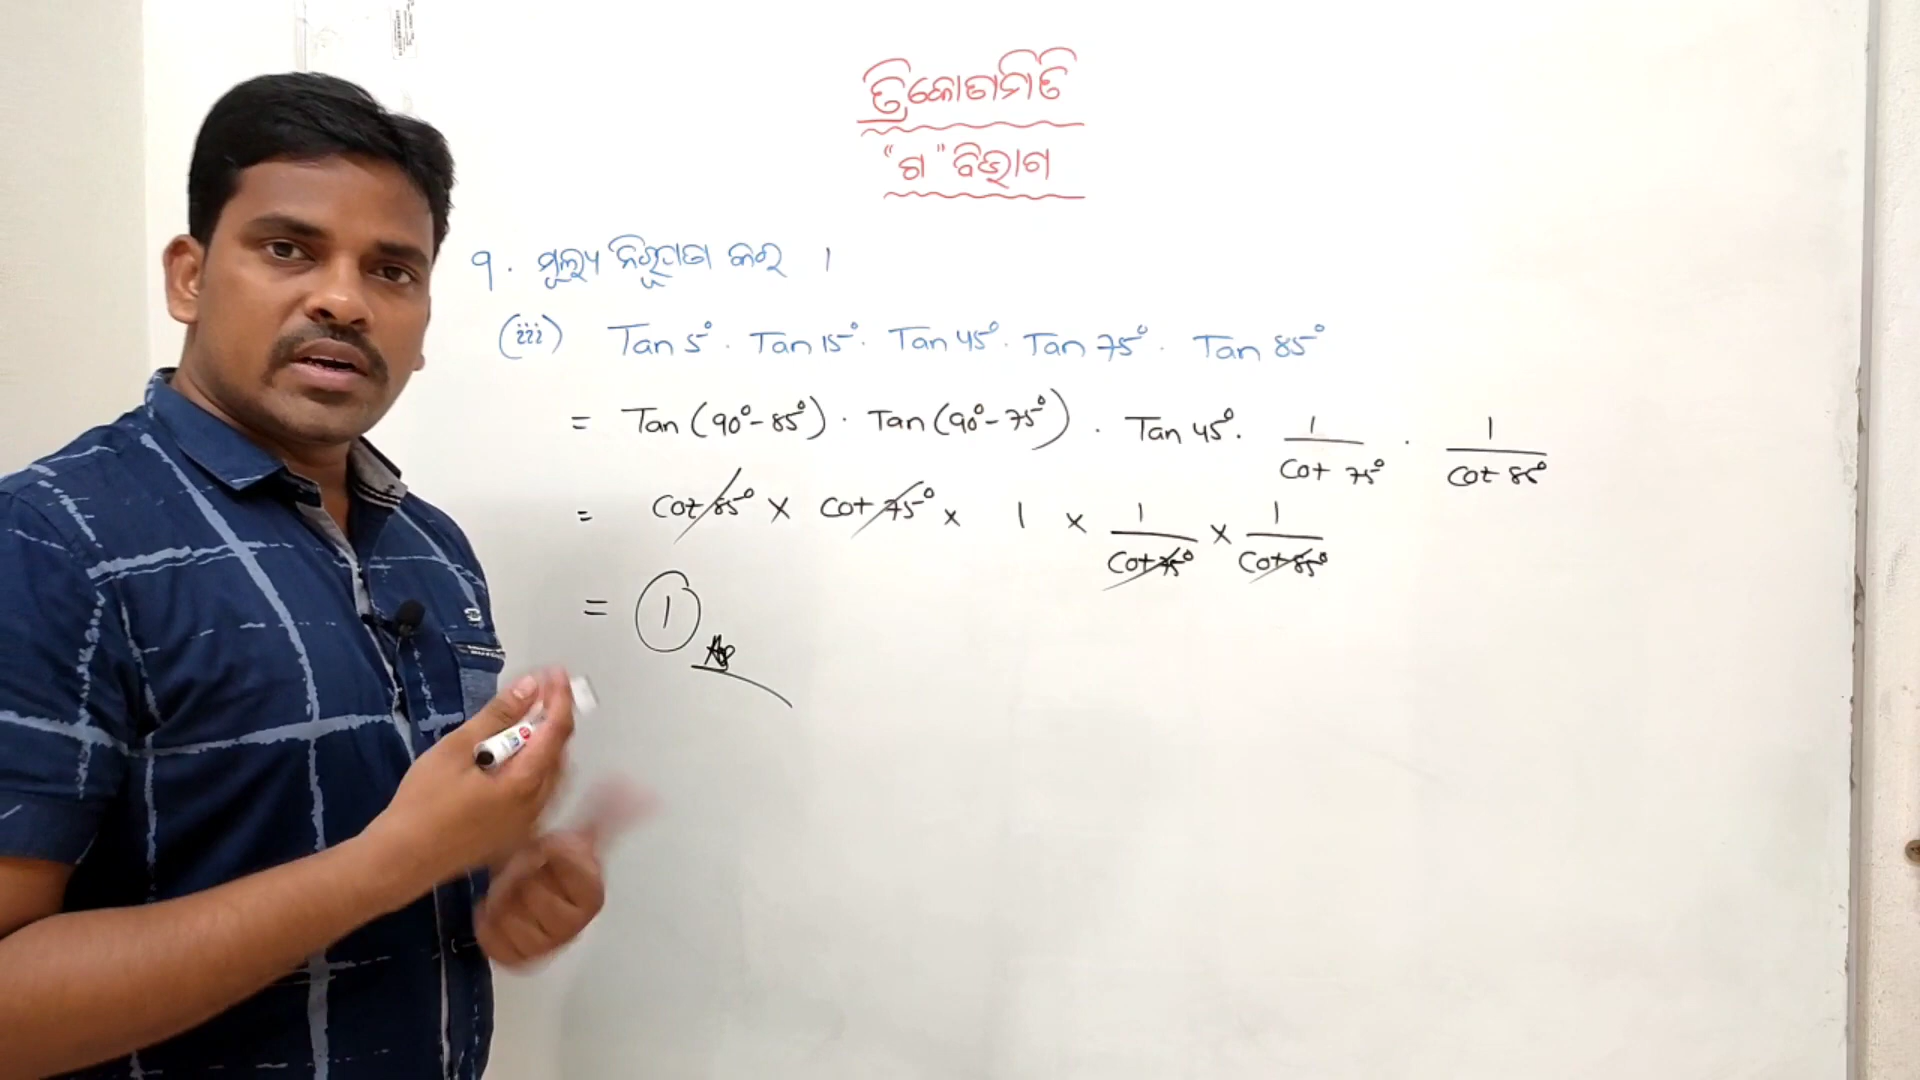 ତ୍ରିକୋଣମିତି
"ଗ" ବିଭାଗ
୧. ମୂଲ୍ୟ ନିରୂପଣ କର ।
(iii) Tan 5° . Tan 15° . Tan 45° . Tan 75° . Tan 85°
= Tan (90° - 85°) . Tan (90° - 75°) . Tan 45° . 1/Cot 75° . 1/Cot 85°
= Cot 85° × Cot 75° × 1 × 1/Cot 75° × 1/Cot 85°
= 1